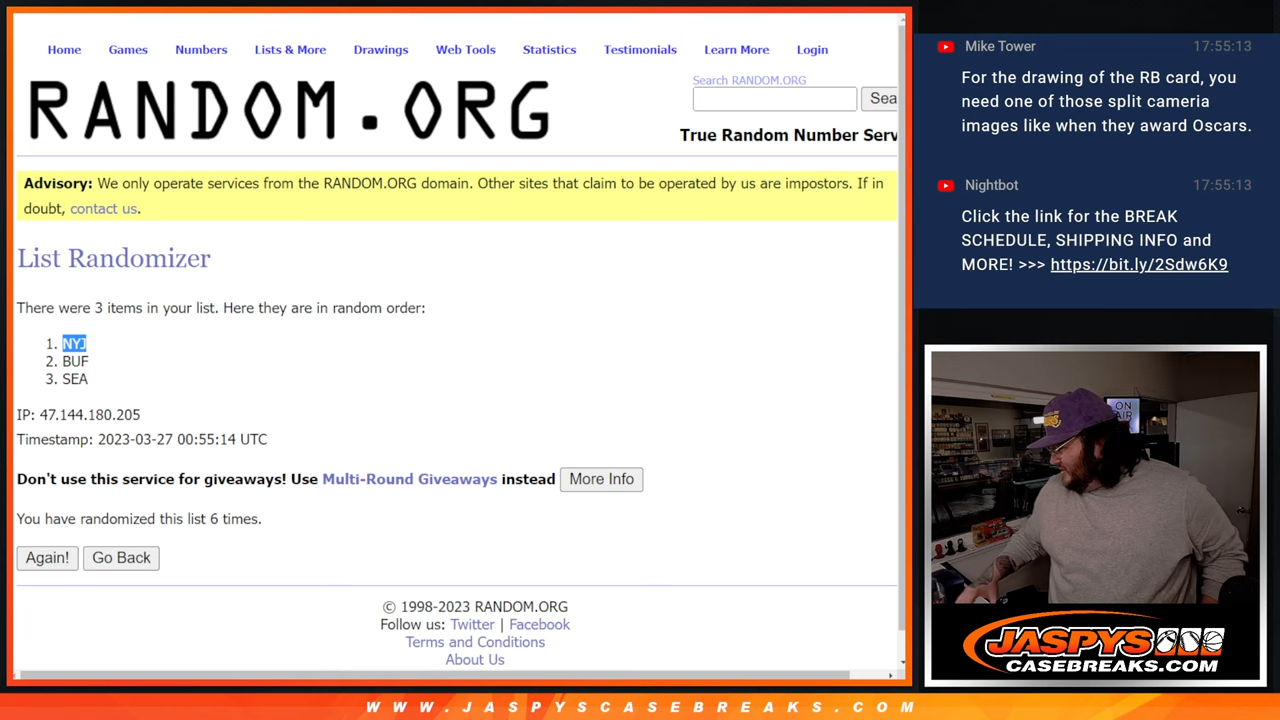 Home Games Numbers Lists & More Drawings Web Tools Statistics Testimonials Learn More Login
RANDOM.ORG
Search RANDOM.ORG
Sea
True Random Number Serv
Advisory: We only operate services from the RANDOM.ORG domain. Other sites that claim to be operated by us are impostors. If in
doubt, contact us.
List Randomizer
There were 3 items in your list. Here they are in random order:
1. NYJ
2. BUF
3. SEA
IP: 47.144.180.205
Timestamp: 2023-03-27 00:55:14 UTC
Don't use this service for giveaways! Use Multi-Round Giveaways instead More Info
You have randomized this list 6 times.
Again! Go Back
© 1998-2023 RANDOM.ORG
Follow us: Twitter | Facebook
Terms and Conditions
About Us
Mike Tower 17:55:13
For the drawing of the RB card, you
need one of those split cameria
images like when they award Oscars.
Nightbot 17:55:13
Click the link for the BREAK
SCHEDULE, SHIPPING INFO and
MORE! >>> https://bit.ly/2Sdw6K9
ON
AIR
JASPYS
CASEBREAKS.COM
WWW.JASPYSCASEBREAKS.COM